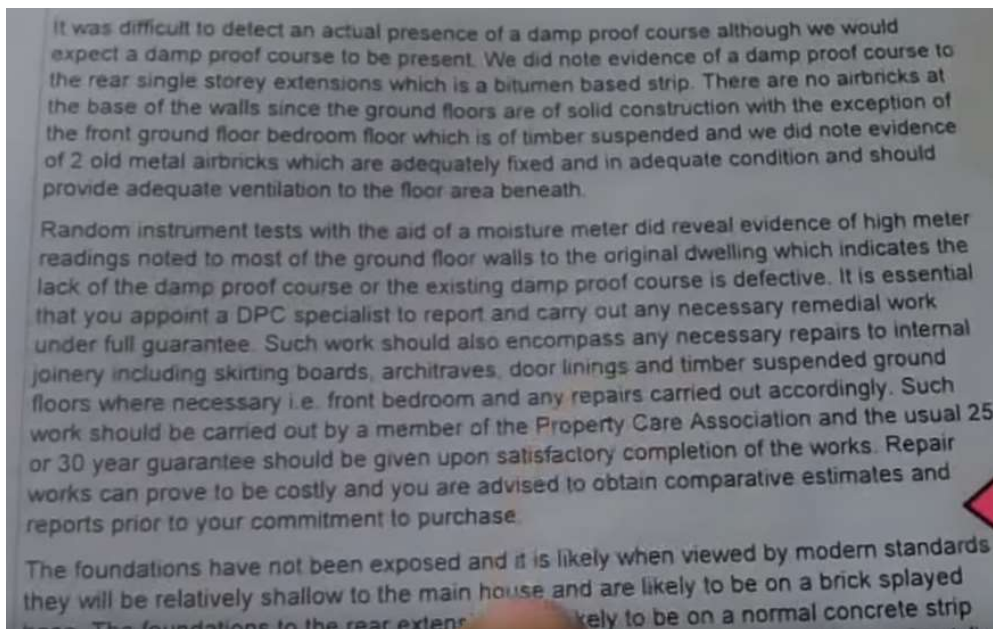 It was difficult to detect an actual presence of a damp proof course although we would
expect a damp proof course to be present. We did note evidence of a damp proof course to
the rear single storey extensions which is a bitumen based strip. There are no airbricks at
the base of the walls since the ground floors are of solid construction with the exception of
the front ground floor bedroom floor which is of timber suspended and we did note evidence
of 2 old metal airbricks which are adequately fixed and in adequate condition and should
provide adequate ventilation to the floor area beneath.
Random instrument tests with the aid of a moisture meter did reveal evidence of high meter
readings noted to most of the ground floor walls to the original dwelling which indicates the
lack of the damp proof course or the existing damp proof course is defective. It is essential
that you appoint a DPC specialist to report and carry out any necessary remedial work
under full guarantee. Such work should also encompass any necessary repairs to internal
joinery including skirting boards, architraves, door linings and timber suspended ground
floors where necessary i.e. front bedroom and any repairs carried out accordingly. Such
work should be carried out by a member of the Property Care Association and the usual 25
or 30 year guarantee should be given upon satisfactory completion of the works. Repair
works can prove to be costly and you are advised to obtain comparative estimates and
reports prior to your commitment to purchase.
The foundations have not been exposed and it is likely when viewed by modern standards
they will be relatively shallow to the main house and are likely to be on a brick splayed
The foundations to the rear to be on a normal concrete strip